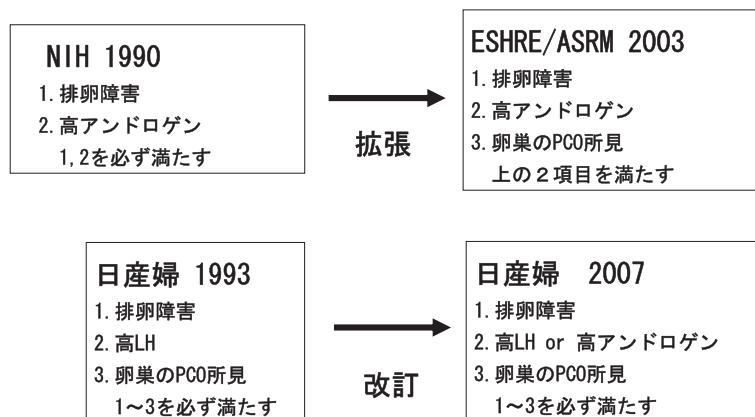 NIH 1990
1. 排卵障害
2. 高アンドロゲン
1,2を必ず満たす
拡張
ESHRE/ASRM 2003
1. 排卵障害
2. 高アンドロゲン
3. 卵巣のPCO所見
上の２項目を満たす
日産婦 1993
1. 排卵障害
2. 高LH
3. 卵巣のPCO所見
1～3を必ず満たす
改訂
日産婦 2007
1. 排卵障害
2. 高LH or 高アンドロゲン
3. 卵巣のPCO所見
1～3を必ず満たす